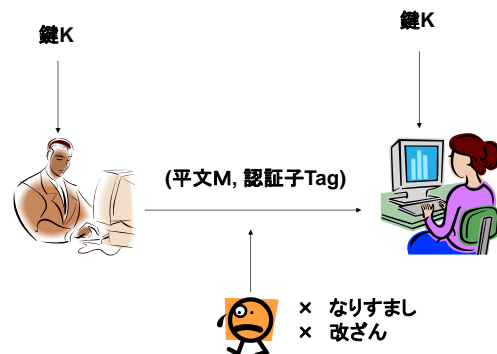 鍵K
鍵K
(平文M, 認証子Tag)
× なりすまし
× 改ざん